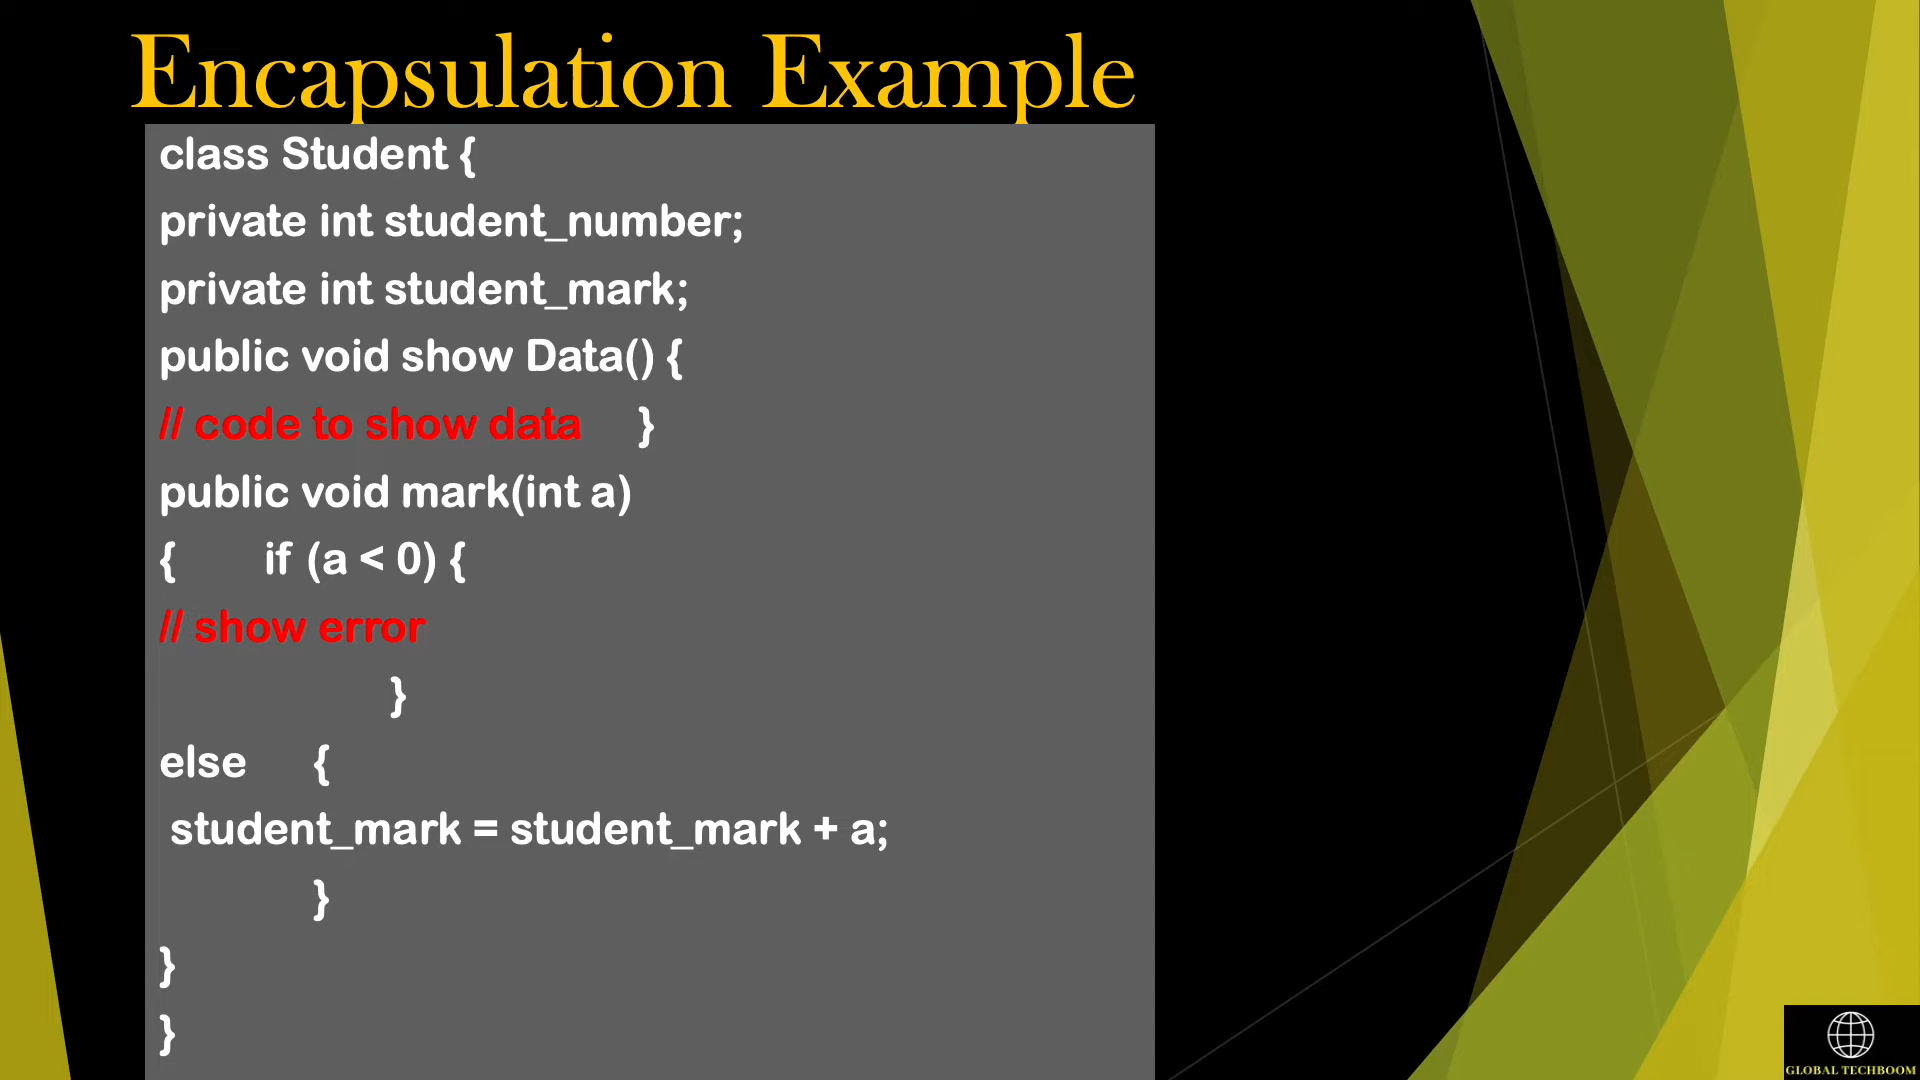 Encapsulation Example
class Student {
private int student_number;
private int student_mark;
public void show Data() {
// code to show data }
public void mark(int a)
{ if (a < 0) {
// show error
}
else {
student_mark = student_mark + a;
}
}
}
GLOBAL TECHBOOM